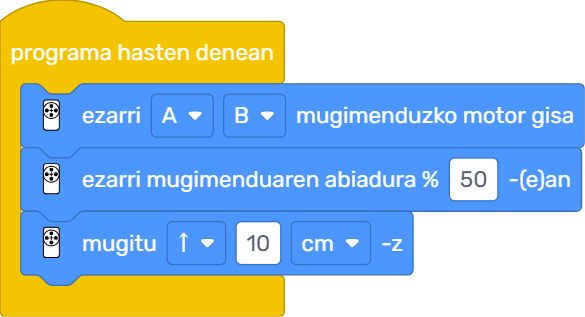 programa hasten denean
ezarri A B mugimenduzko motor gisa
ezarri mugimenduaren abiadura % 50 -(e)an
mugitu ↑ 10 cm -z